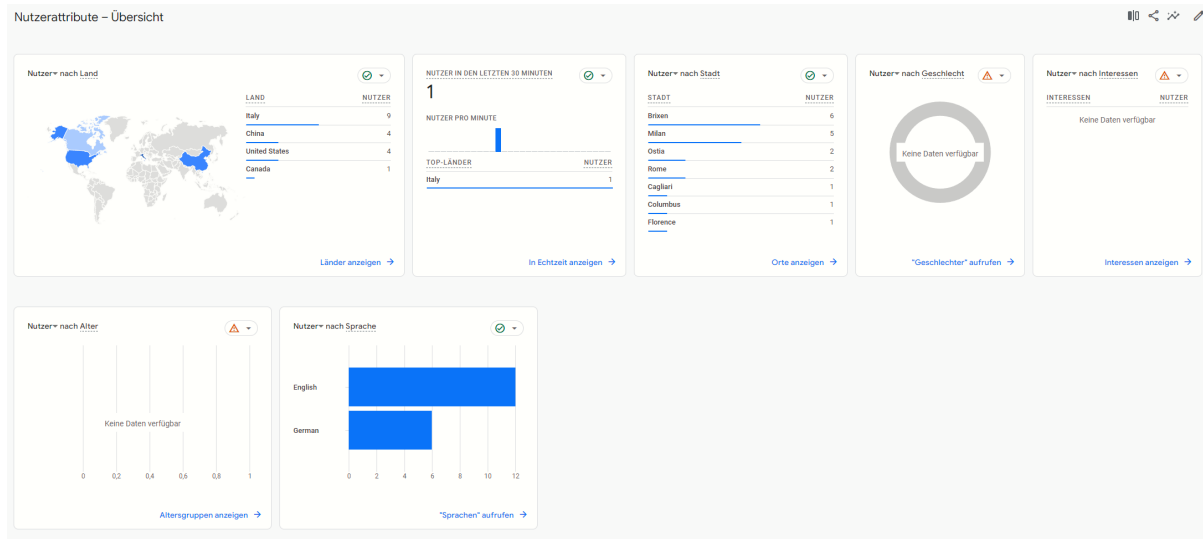 Nutzerattribute – Übersicht
Nutzer nach Land
LAND NUTZER
Italy 9
China 4
United States 4
Canada 1
Länder anzeigen
NUTZER IN DEN LETZTEN 30 MINUTEN
1
NUTZER PRO MINUTE
TOP-LÄNDER NUTZER
Italy 1
In Echtzeit anzeigen
Nutzer nach Stadt
STADT NUTZER
Brixen 6
Milan 5
Ostia 2
Rome 2
Cagliari 1
Columbus 1
Florence 1
Orte anzeigen
Nutzer nach Geschlecht
Keine Daten verfügbar
"Geschlechter" aufrufen
Nutzer nach Interessen
INTERESSEN NUTZER
Keine Daten verfügbar
Interessen anzeigen
Nutzer nach Alter
Keine Daten verfügbar
0 0,2 0,4 0,6 0,8 1
Altersgruppen anzeigen
Nutzer nach Sprache
English
German
0 2 4 6 8 10 12
"Sprachen" aufrufen